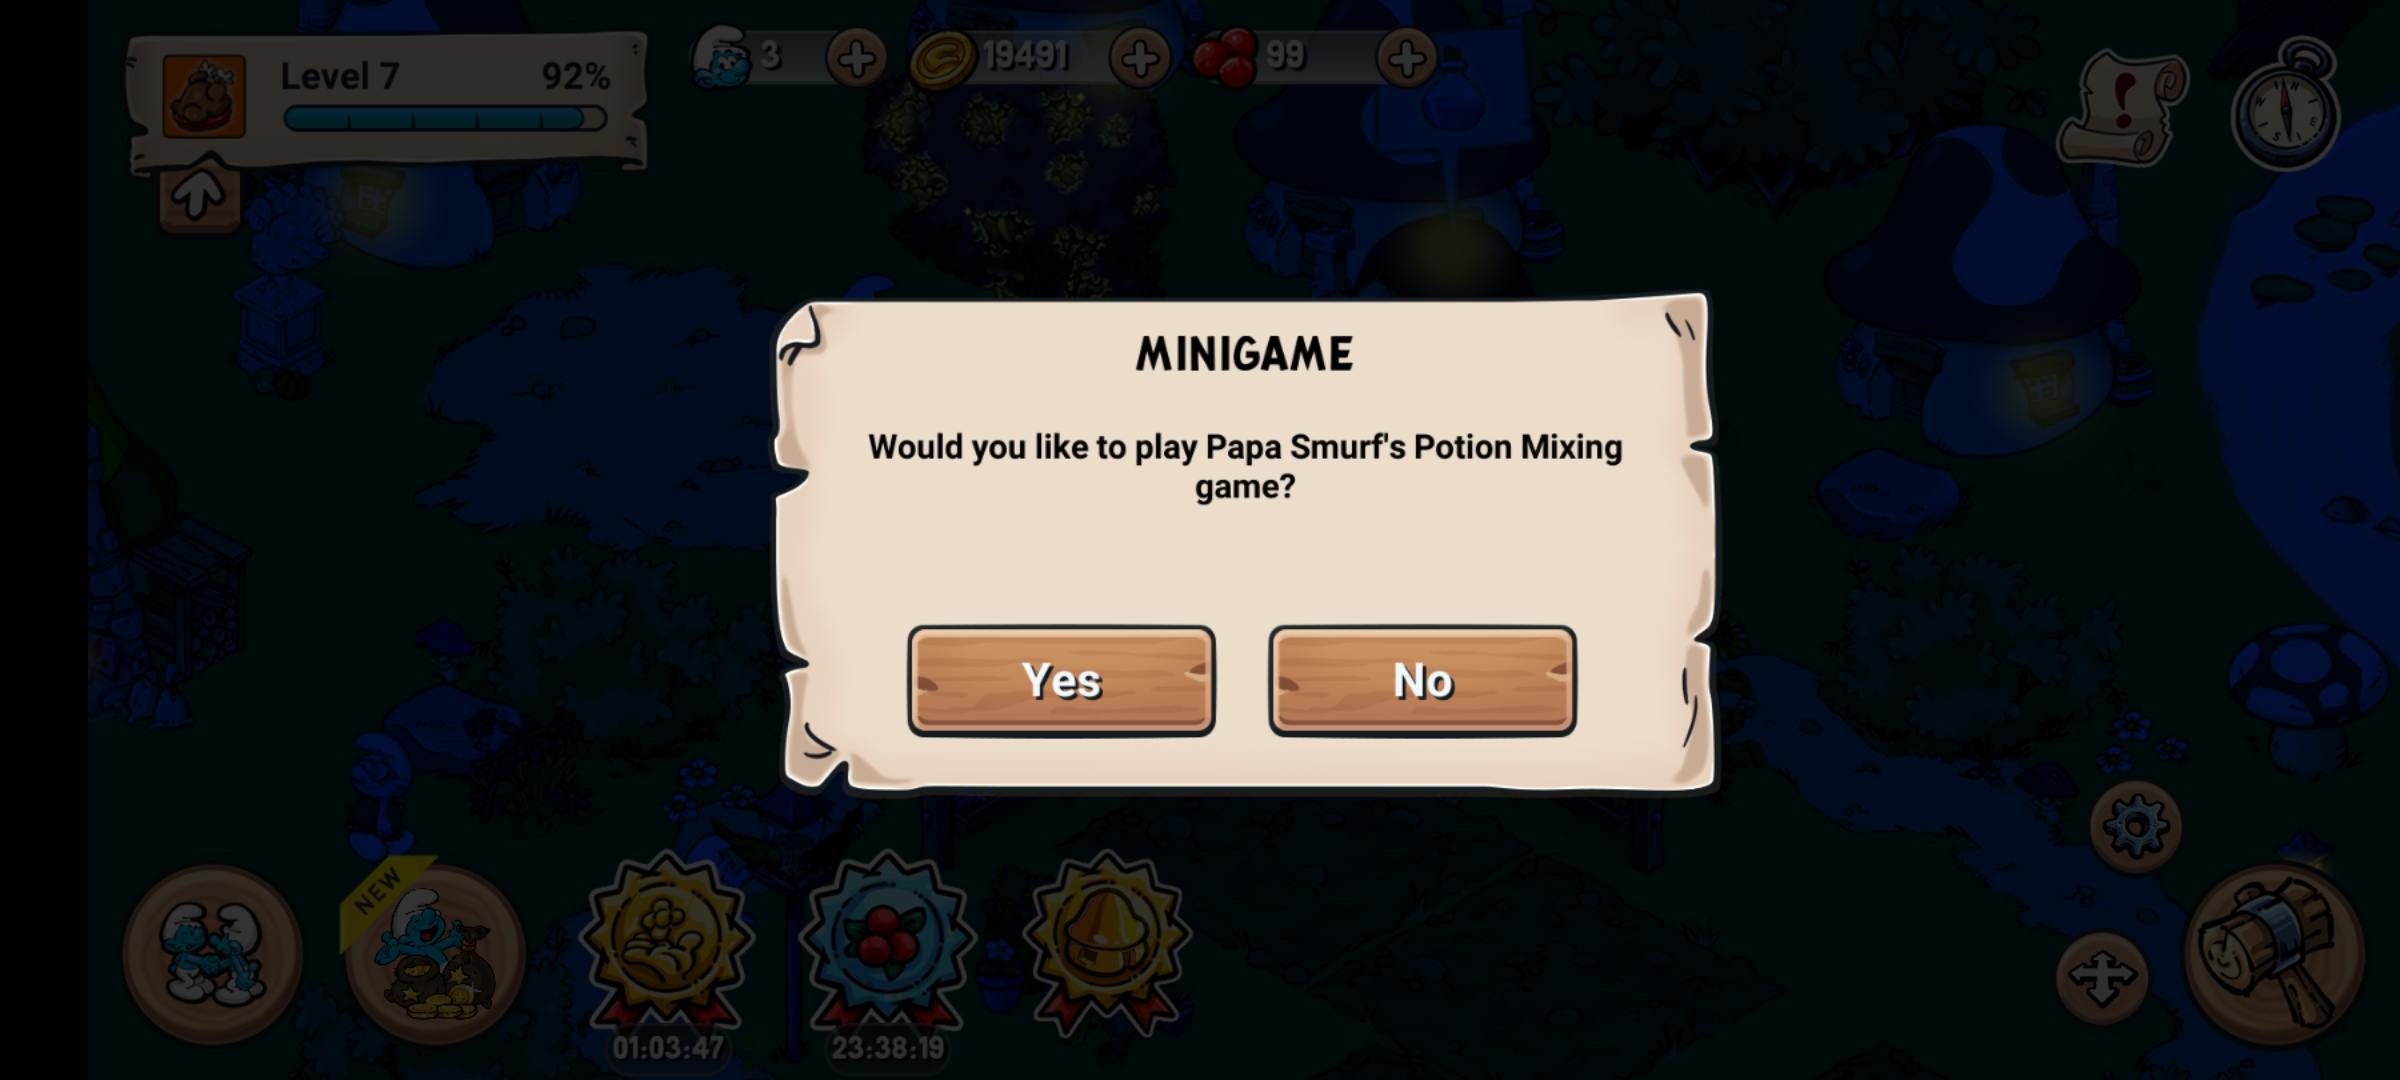 Level 7
92%
3
19491
99
MINIGAME
Would you like to play Papa Smurf's Potion Mixing
game?
Yes
No
NEW
01:03:47
23:38:19